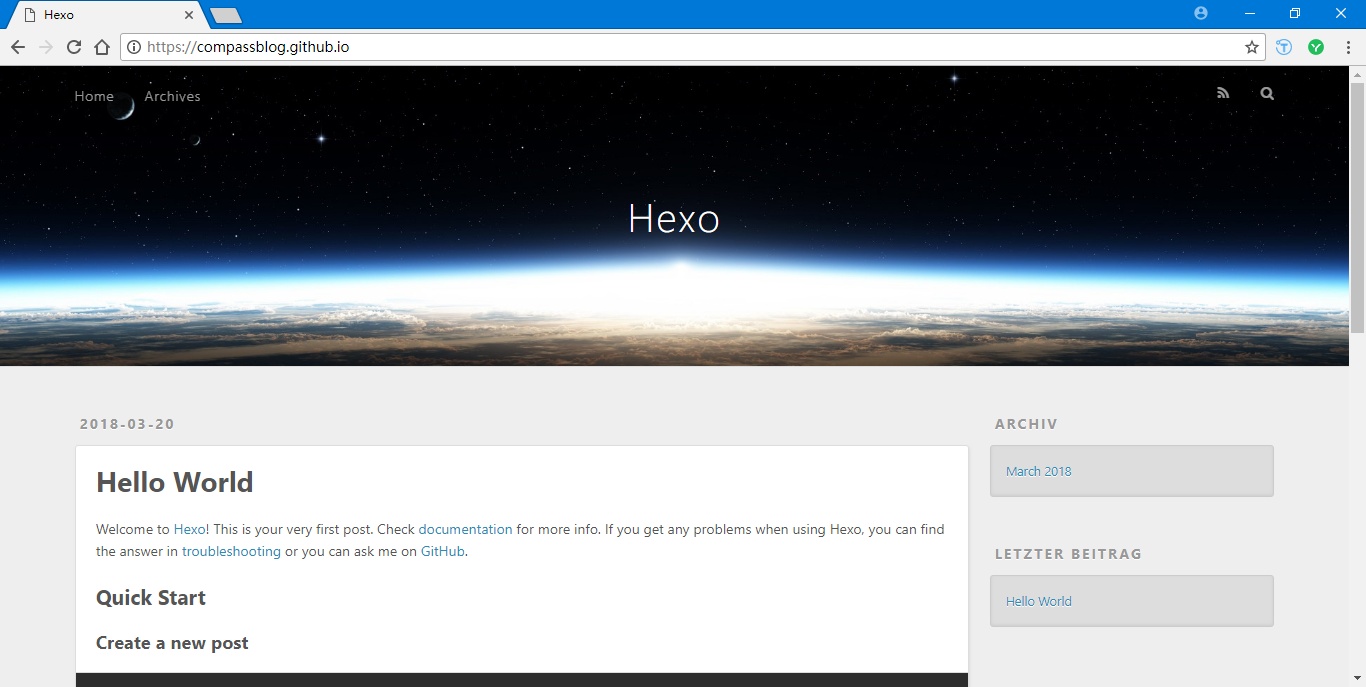 Hexo
https://compassblog.github.io
Home Archives
Hexo
2018-03-20
Hello World
Welcome to Hexo! This is your very first post. Check documentation for more info. If you get any problems when using Hexo, you can find
the answer in troubleshooting or you can ask me on GitHub.
Quick Start
Create a new post
ARCHIV
March 2018
LETZTER BEITRAG
Hello World